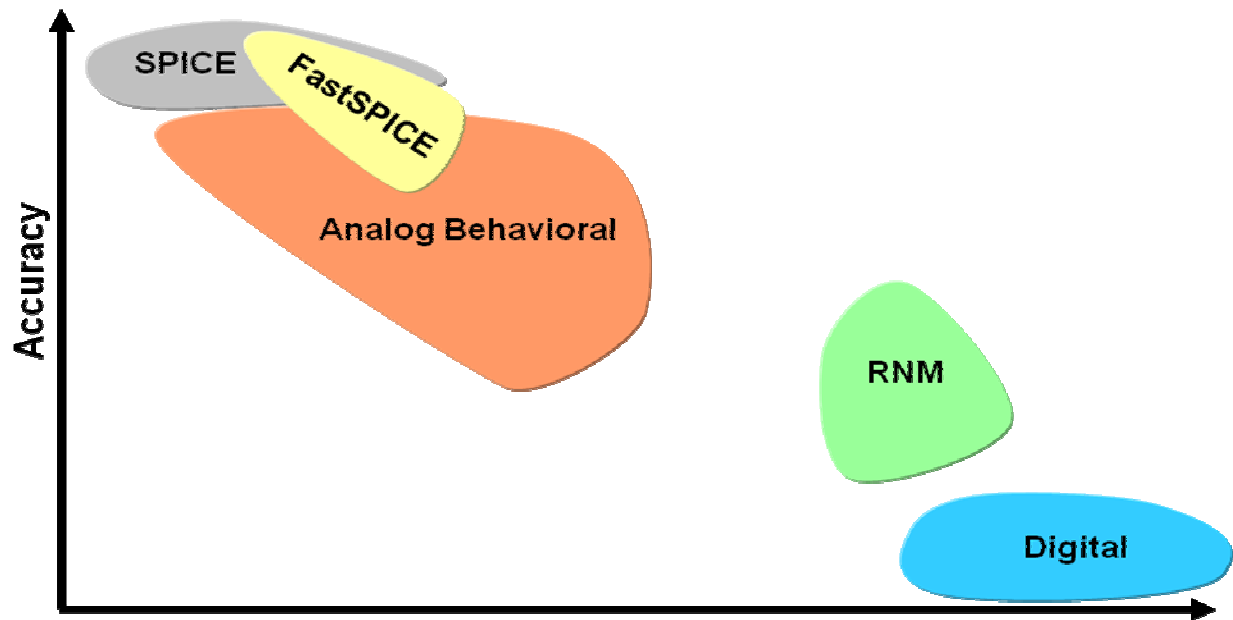 SPICE
FastSPICE
Analog Behavioral
Accuracy
RNM
Digital